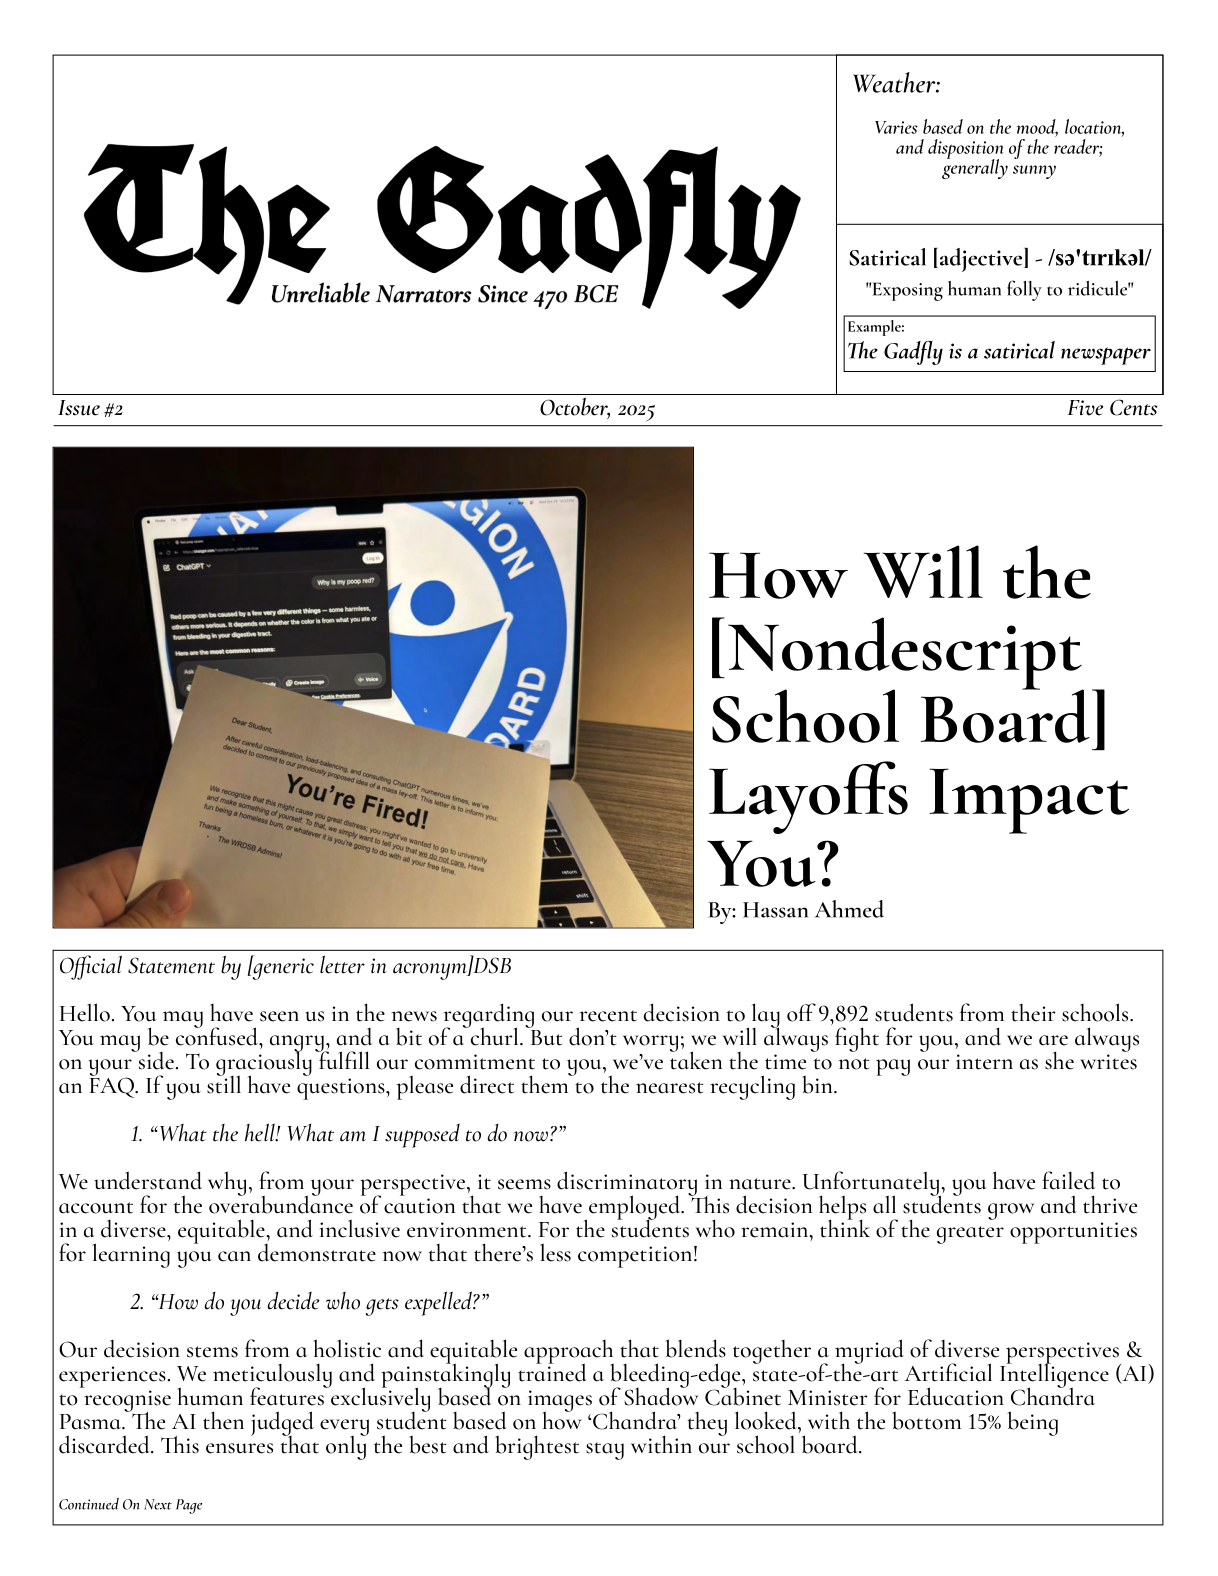 The Gadfly
Unreliable Narrators Since 470 BCE
Weather:
Varies based on the mood, location,
and disposition of the reader;
generally sunny
Satirical [adjective] - /səˈtɪrɪkəl/
"Exposing human folly to ridicule"
Example:
The Gadfly is a satirical newspaper
Issue #2
October, 2025
Five Cents
GION
ARD
ChatGPT
Log in
Why is my poop red?
Red poop can be caused by a few very different things — some harmless,
others more serious. It depends on whether the color is from what you ate or
from bleeding in your digestive tract.
Here are the most common reasons:
Ask
Create image
Voice
Cookie Preferences.
Dear Student,
After careful consideration, load-balancing, and consulting ChatGPT numerous times, we've
decided to commit to our previously proposed idea of a mass lay-off. This letter is to inform you:
You're Fired!
We recognize that this might cause you great distress; you might've wanted to go to university
and make something of yourself. To that, we simply want to tell you that we do not care. Have
fun being a homeless bum, or whatever it is you're going to do with all your free time.
Thanks
- The WRDSB Admins!
return
shift
How Will the
[Nondescript
School Board]
Layoffs Impact
You?
By: Hassan Ahmed
Official Statement by [generic letter in acronym]DSB
Hello. You may have seen us in the news regarding our recent decision to lay off 9,892 students from their schools.
You may be confused, angry, and a bit of a churl. But don't worry; we will always fight for you, and we are always
on your side. To graciously fulfill our commitment to you, we've taken the time to not pay our intern as she writes
an FAQ. If you still have questions, please direct them to the nearest recycling bin.
1. “What the hell! What am I supposed to do now?”
We understand why, from your perspective, it seems discriminatory in nature. Unfortunately, you have failed to
account for the overabundance of caution that we have employed. This decision helps all students grow and thrive
in a diverse, equitable, and inclusive environment. For the students who remain, think of the greater opportunities
for learning you can demonstrate now that there's less competition!
2. “How do you decide who gets expelled?”
Our decision stems from a holistic and equitable approach that blends together a myriad of diverse perspectives &
experiences. We meticulously and painstakingly trained a bleeding-edge, state-of-the-art Artificial Intelligence (AI)
to recognise human features exclusively based on images of Shadow Cabinet Minister for Education Chandra
Pasma. The AI then judged every student based on how ‘Chandra’ they looked, with the bottom 15% being
discarded. This ensures that only the best and brightest stay within our school board.
Continued On Next Page